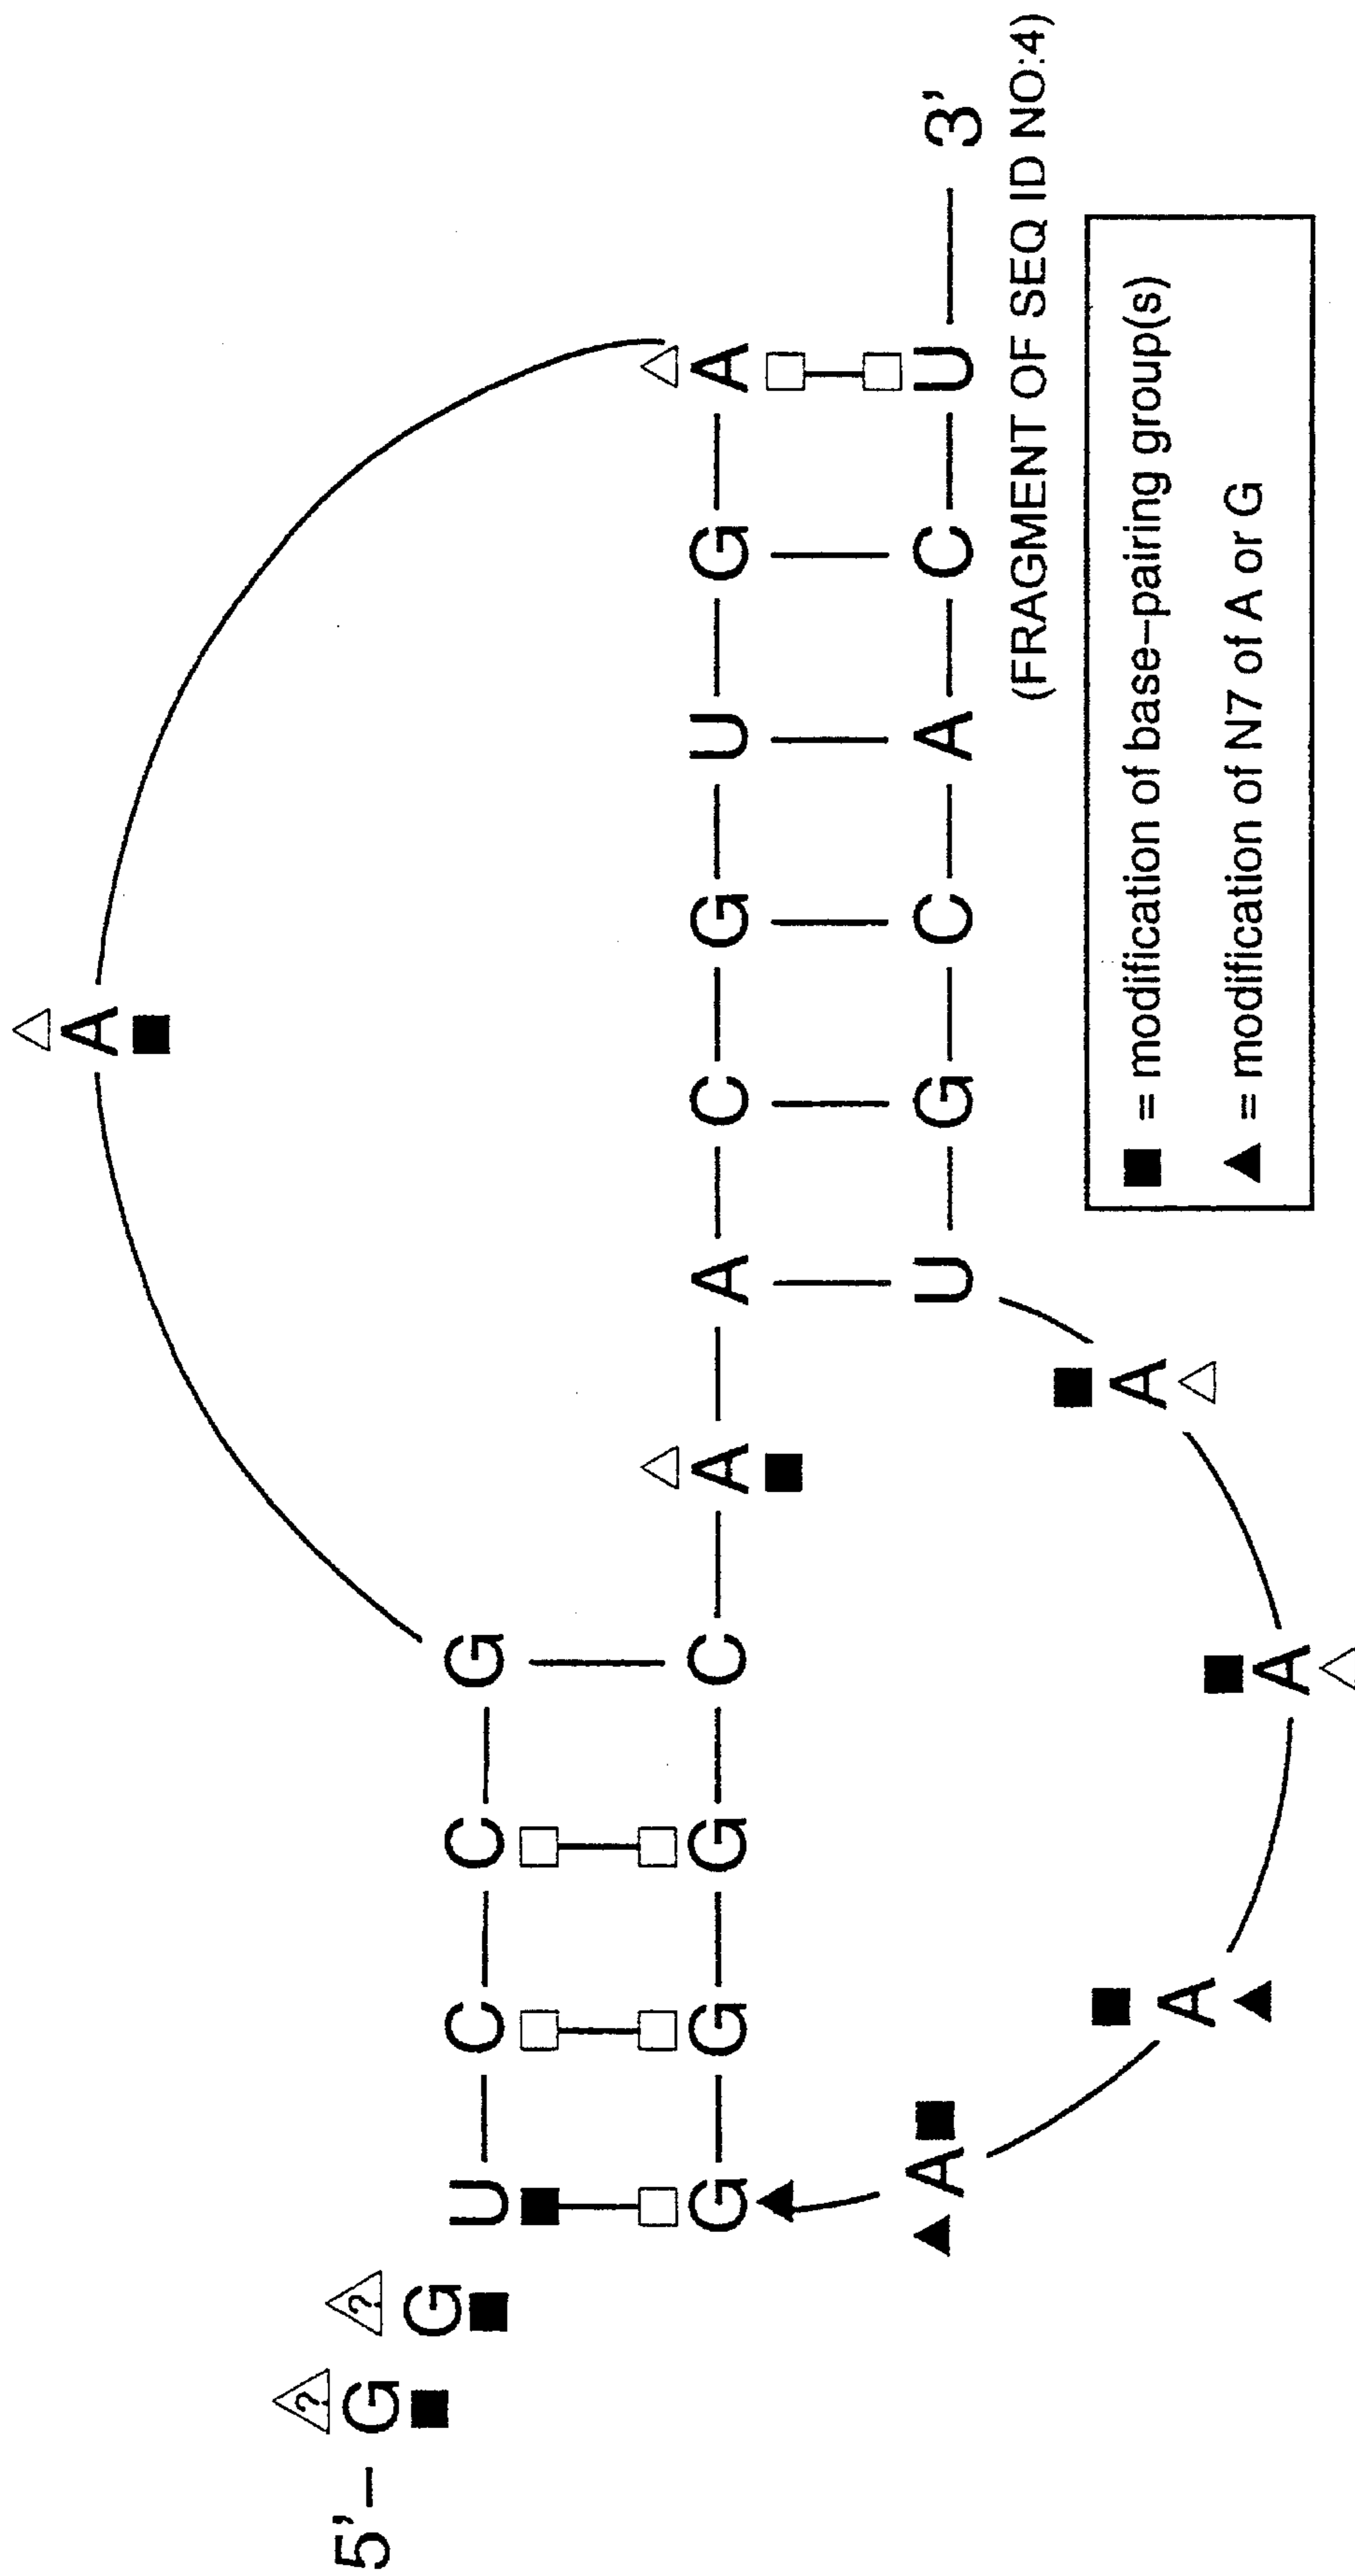 A
?
?
5'– G
G
U – C – C – G
G – G – G – C – A – A – C – G – U – G – A
A
U – G – C – A – C – U — 3'
(FRAGMENT OF SEQ ID NO:4)
A
A
A
■ = modification of base–pairing group(s)
▲ = modification of N7 of A or G